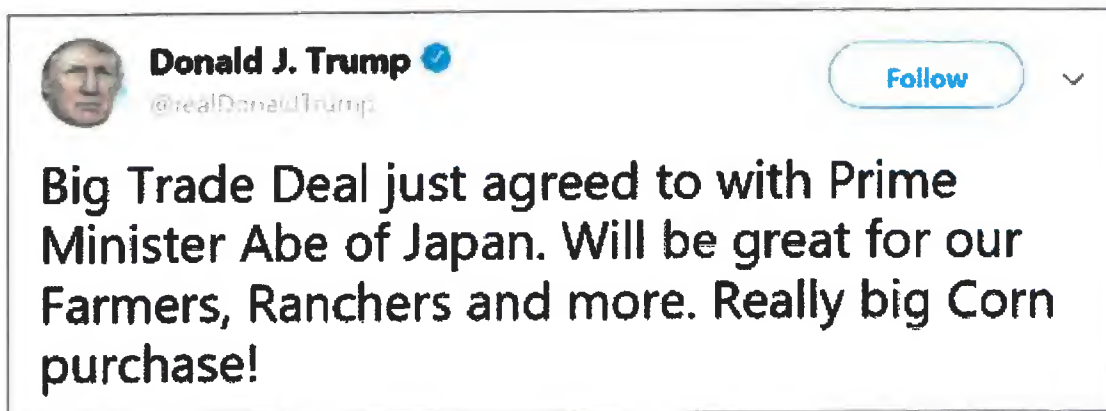 Donald J. Trump
@realDonaldTrump
Follow
Big Trade Deal just agreed to with Prime
Minister Abe of Japan. Will be great for our
Farmers, Ranchers and more. Really big Corn
purchase!